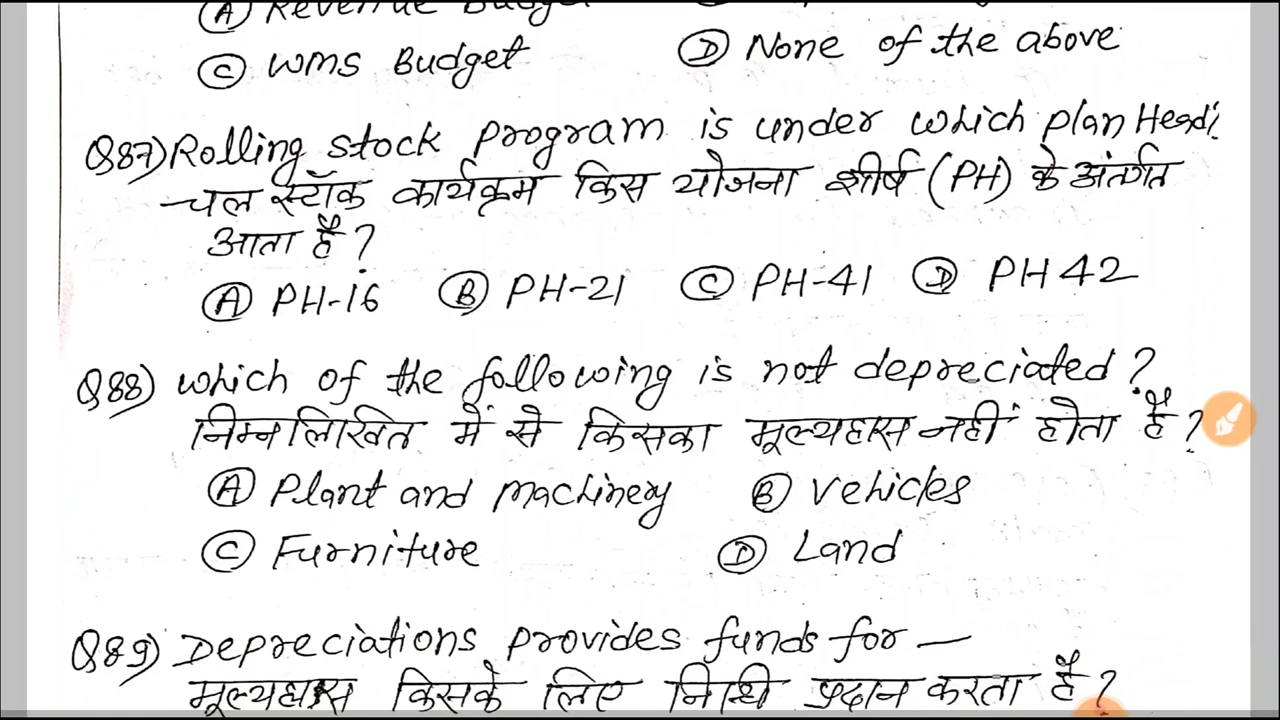 (A) Revenue Budget
(C) WMS Budget (D) None of the above
Q87) Rolling stock program is under which plan Head?
चल स्टॉक कार्यक्रम किस योजना शीर्ष (PH) के अंतर्गत
आता है ?
(A) PH-16 (B) PH-21 (C) PH-41 (D) PH 42
Q88) which of the following is not depreciated ?
निम्नलिखित में से किसका मूल्यहास नहीं होता है ?
(A) Plant and machinery (B) vehicles
(C) Furniture (D) Land
Q89) Depreciations provides funds for —
मूल्यहास किसके लिए निधि प्रदान करता है ?